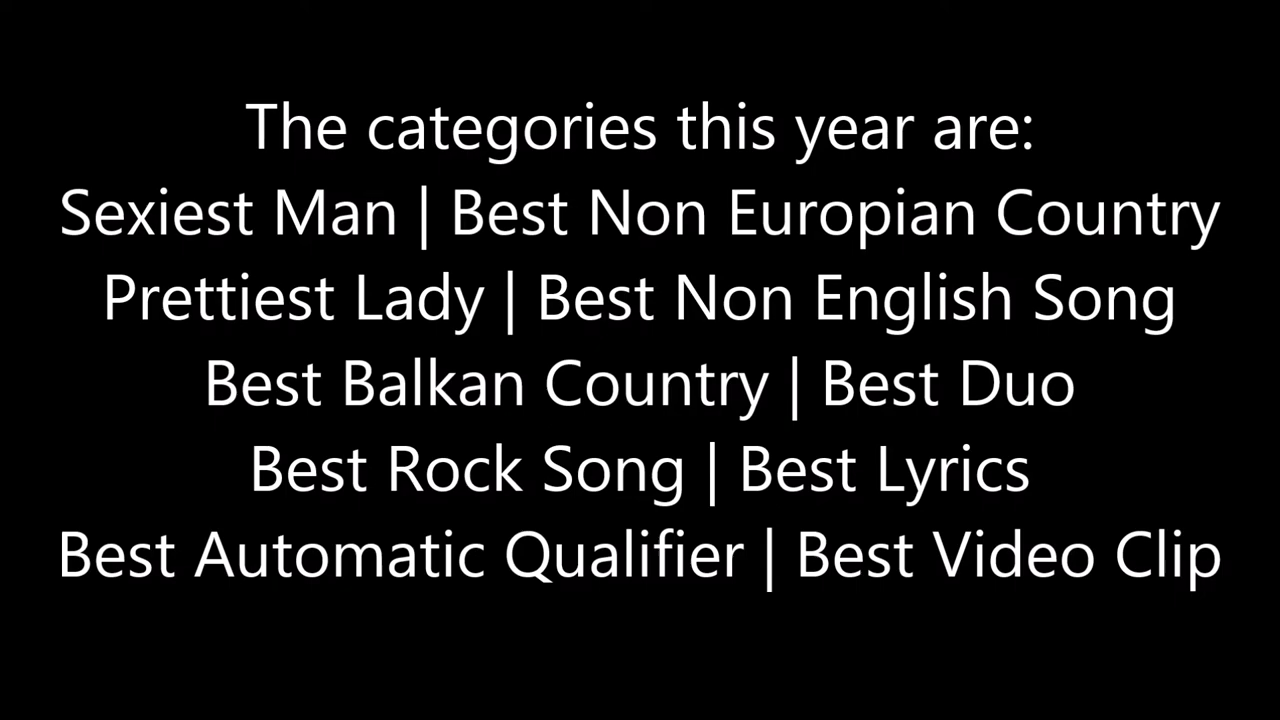 The categories this year are:
Sexiest Man | Best Non Europian Country
Prettiest Lady | Best Non English Song
Best Balkan Country | Best Duo
Best Rock Song | Best Lyrics
Best Automatic Qualifier | Best Video Clip